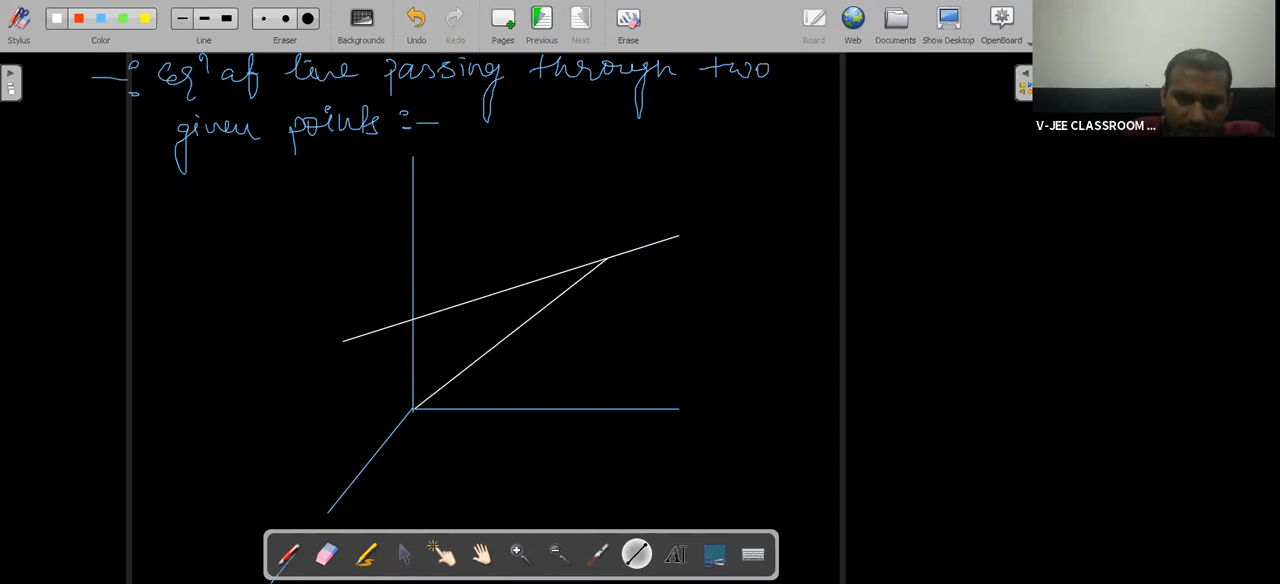 Stylus
Color
Line
Eraser
Backgrounds
Undo
Redo
Pages
Previous
Next
Erase
Board
Web
Documents
Show Desktop
OpenBoard
V-JEE CLASSROOM ...
—: eqⁿ of line passing through two
given points :—
AI